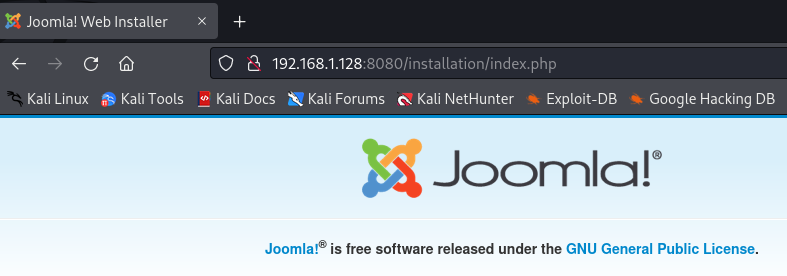 Joomla! Web Installer
192.168.1.128:8080/installation/index.php
Kali Linux Kali Tools Kali Docs Kali Forums Kali NetHunter Exploit-DB Google Hacking DB
Joomla!®
Joomla!® is free software released under the GNU General Public License.